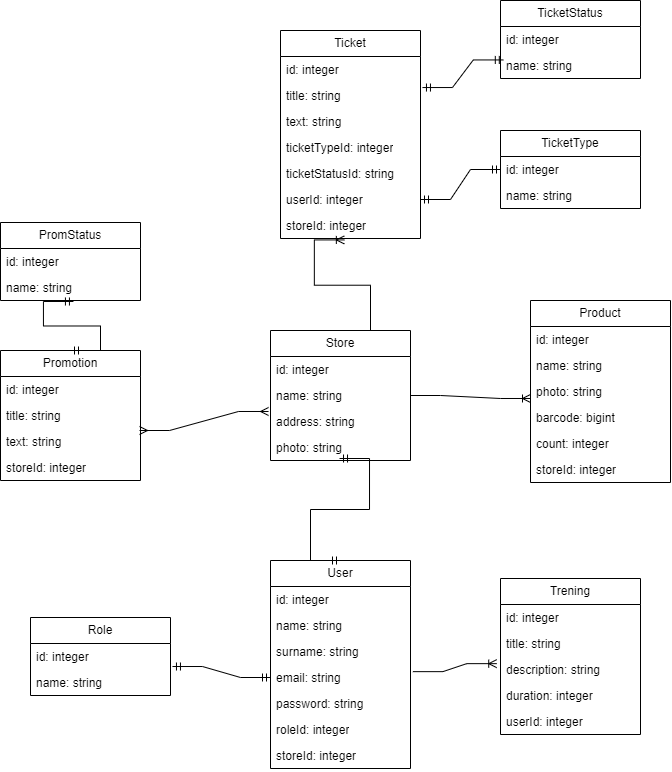 TicketStatus
id: integer
name: string
Ticket
id: integer
title: string
text: string
ticketTypeId: integer
ticketStatusId: string
userId: integer
storeId: integer
TicketType
id: integer
name: string
PromStatus
id: integer
name: string
Promotion
id: integer
title: string
text: string
storeId: integer
Store
id: integer
name: string
address: string
photo: string
Product
id: integer
name: string
photo: string
barcode: bigint
count: integer
storeId: integer
User
id: integer
name: string
surname: string
email: string
password: string
roleId: integer
storeId: integer
Role
id: integer
name: string
Trening
id: integer
title: string
description: string
duration: integer
userId: integer